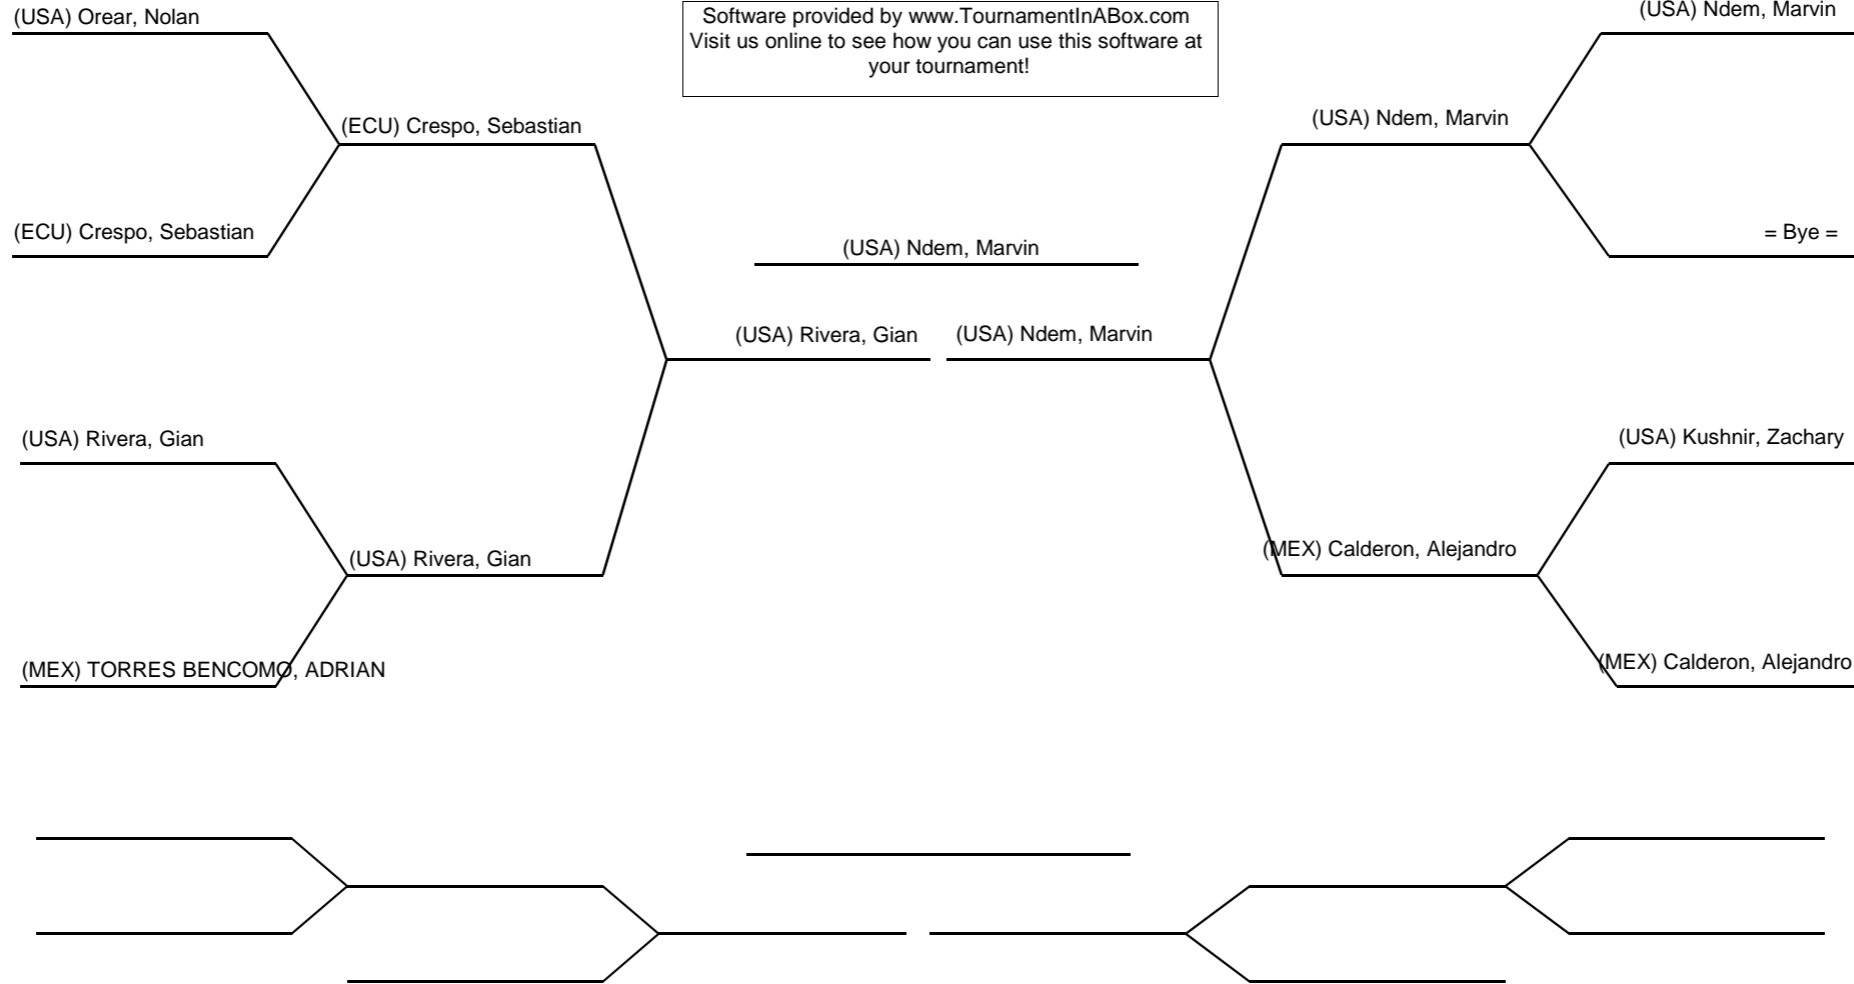 (USA) Orear, Nolan
Software provided by www.TournamentInABox.com
Visit us online to see how you can use this software at
your tournament!
(USA) Ndem, Marvin
(ECU) Crespo, Sebastian
(USA) Ndem, Marvin
(ECU) Crespo, Sebastian
(USA) Ndem, Marvin
= Bye =
(USA) Rivera, Gian
(USA) Ndem, Marvin
(USA) Rivera, Gian
(USA) Kushnir, Zachary
(USA) Rivera, Gian
(MEX) Calderon, Alejandro
(MEX) TORRES BENCOMO, ADRIAN
(MEX) Calderon, Alejandro